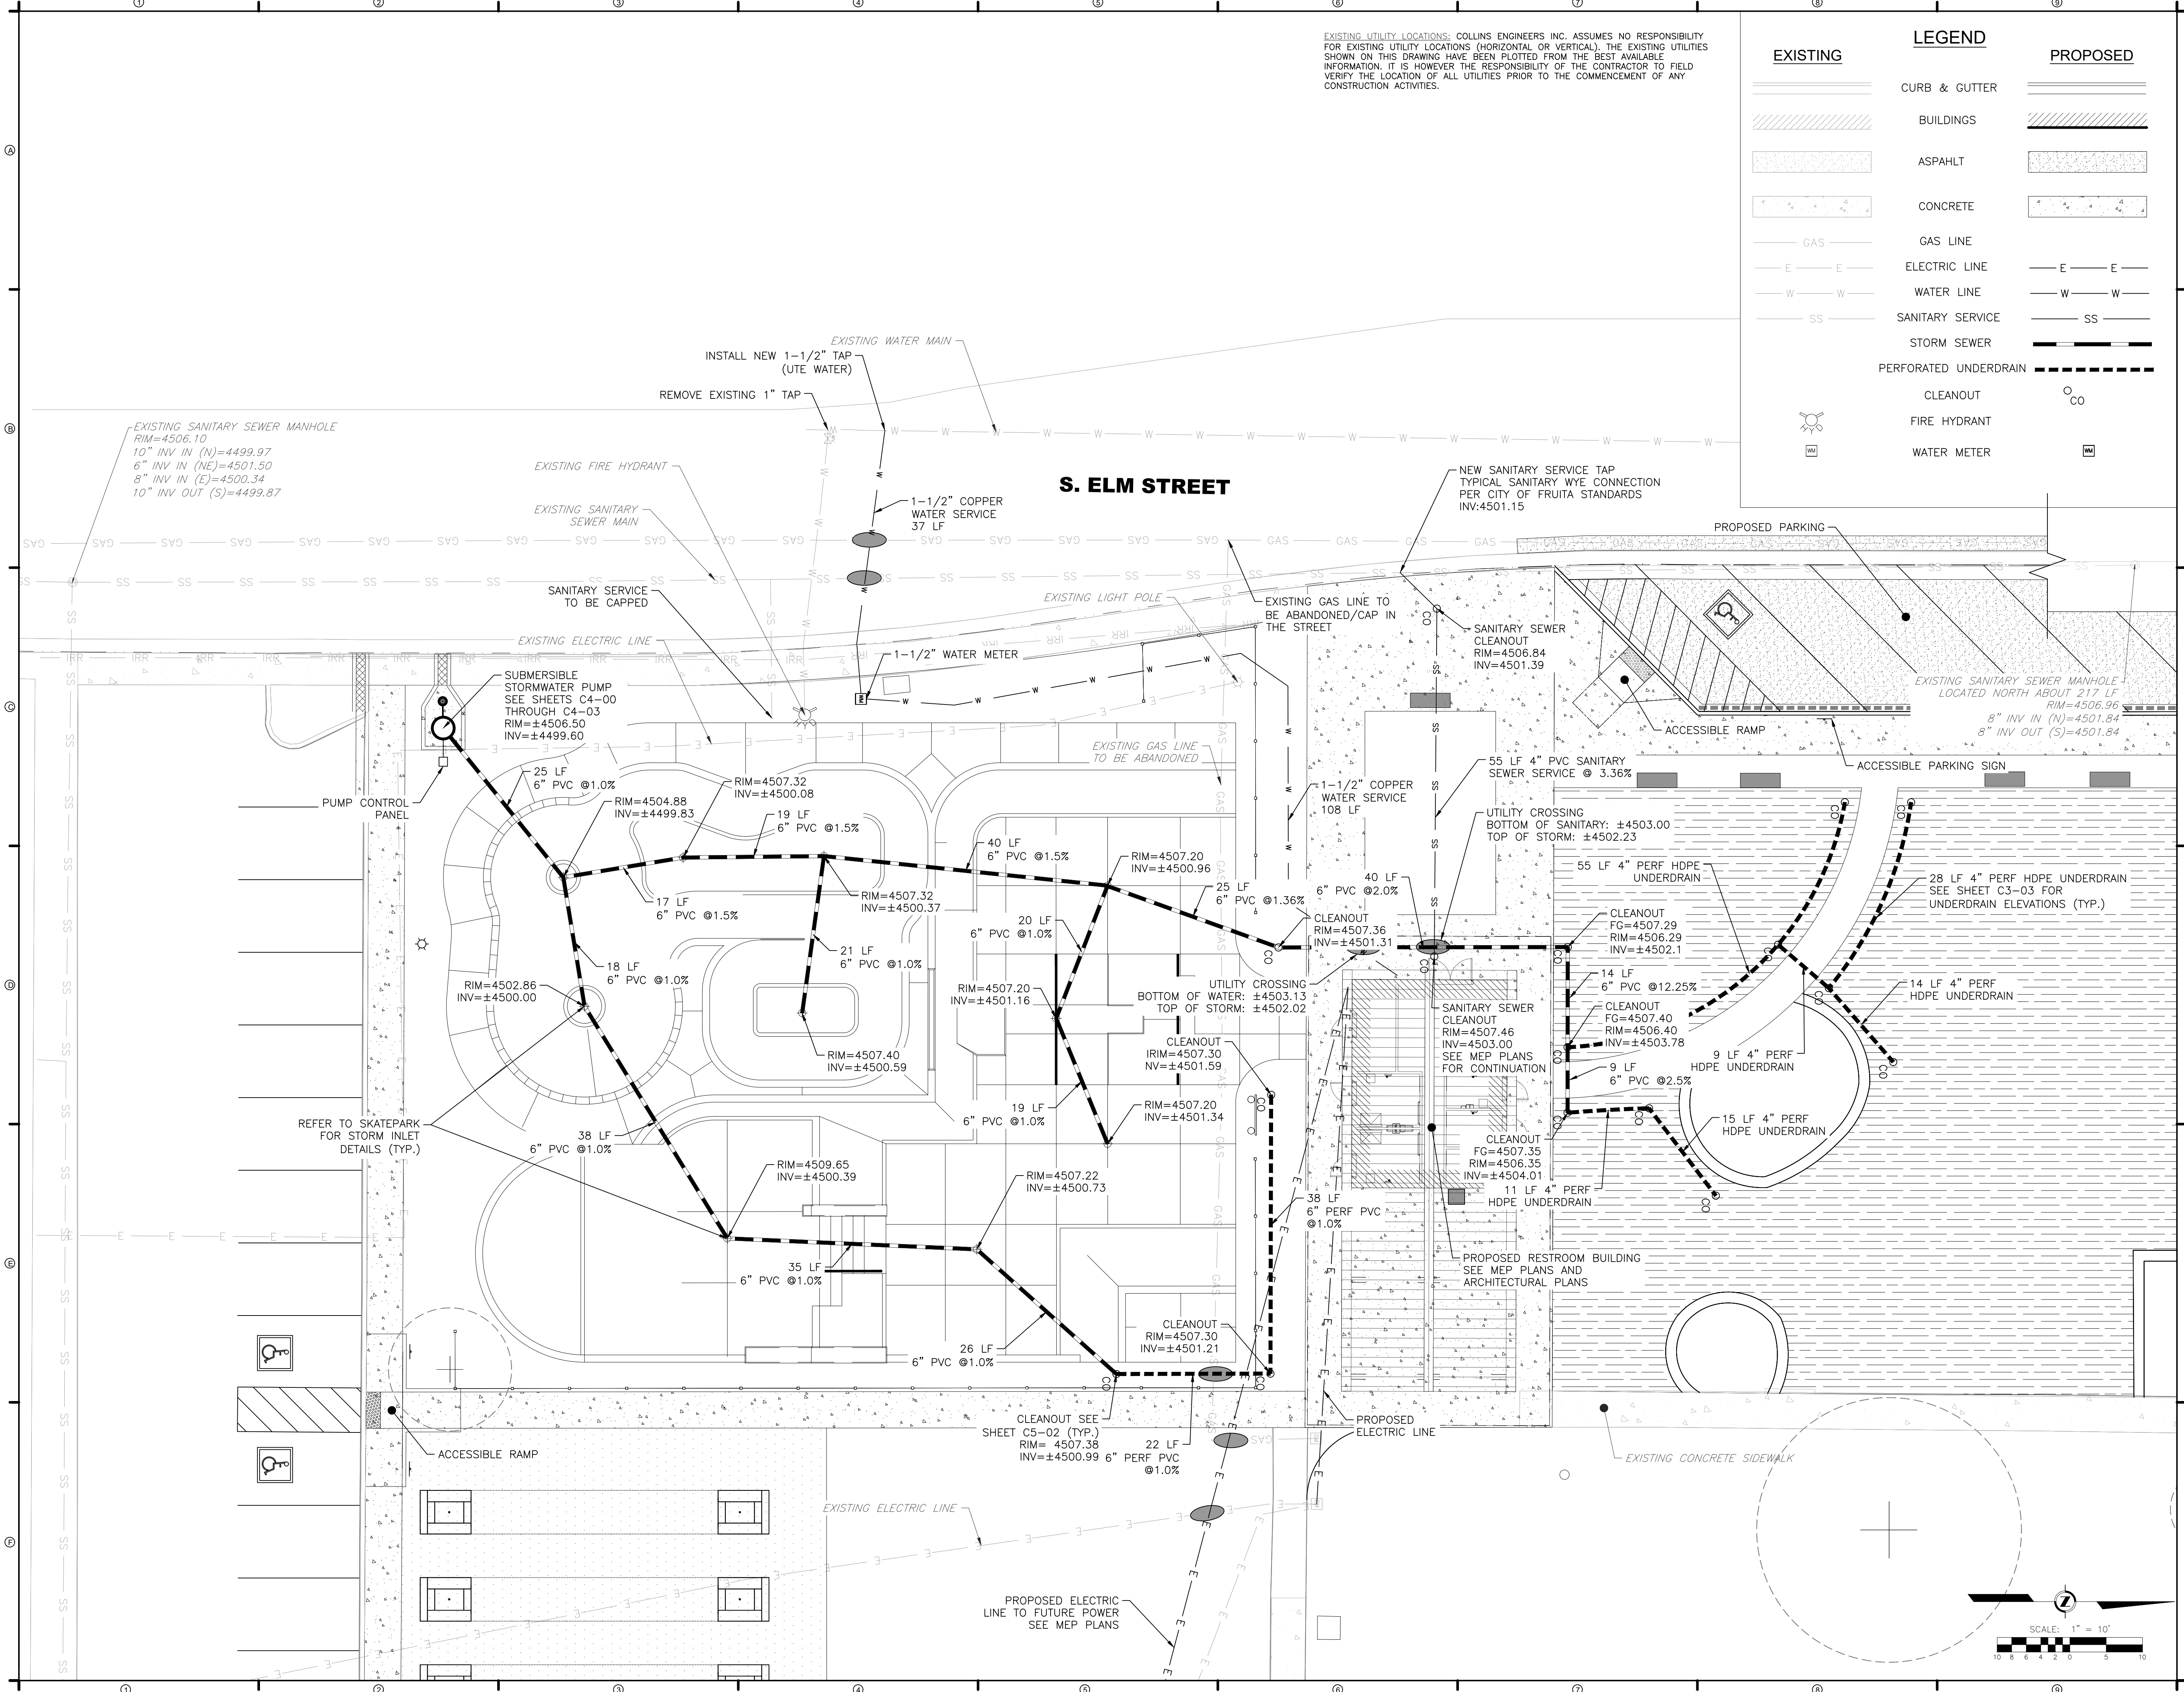 EXISTING UTILITY LOCATIONS: COLLINS ENGINEERS INC. ASSUMES NO RESPONSIBILITY
FOR EXISTING UTILITY LOCATIONS (HORIZONTAL OR VERTICAL). THE EXISTING UTILITIES
SHOWN ON THIS DRAWING HAVE BEEN PLOTTED FROM THE BEST AVAILABLE
INFORMATION. IT IS HOWEVER THE RESPONSIBILITY OF THE CONTRACTOR TO FIELD
VERIFY THE LOCATION OF ALL UTILITIES PRIOR TO THE COMMENCEMENT OF ANY
CONSTRUCTION ACTIVITIES.
LEGEND
EXISTING
PROPOSED
CURB & GUTTER
BUILDINGS
ASPAHLT
CONCRETE
GAS
GAS LINE
E E
ELECTRIC LINE
E E
W W
WATER LINE
W W
SS
SANITARY SERVICE
SS
STORM SEWER
PERFORATED UNDERDRAIN
CLEANOUT
CO
FIRE HYDRANT
WM
WATER METER
WM
EXISTING WATER MAIN
INSTALL NEW 1-1/2" TAP
(UTE WATER)
REMOVE EXISTING 1" TAP
EXISTING SANITARY SEWER MANHOLE
RIM=4506.10
10" INV IN (N)=4499.97
6" INV IN (NE)=4501.50
8" INV IN (E)=4500.34
10" INV OUT (S)=4499.87
EXISTING FIRE HYDRANT
EXISTING SANITARY
SEWER MAIN
1-1/2" COPPER
WATER SERVICE
37 LF
S. ELM STREET
NEW SANITARY SERVICE TAP
TYPICAL SANITARY WYE CONNECTION
PER CITY OF FRUITA STANDARDS
INV:4501.15
PROPOSED PARKING
SANITARY SERVICE
TO BE CAPPED
EXISTING LIGHT POLE
EXISTING GAS LINE TO
BE ABANDONED/CAP IN
THE STREET
SANITARY SEWER
CLEANOUT
RIM=4506.84
INV=4501.39
EXISTING ELECTRIC LINE
1-1/2" WATER METER
WM
SUBMERSIBLE
STORMWATER PUMP
SEE SHEETS C4-00
THROUGH C4-03
RIM=±4506.50
INV=±4499.60
EXISTING SANITARY SEWER MANHOLE
LOCATED NORTH ABOUT 217 LF
RIM=4506.96
8" INV IN (N)=4501.84
8" INV OUT (S)=4501.84
ACCESSIBLE RAMP
ACCESSIBLE PARKING SIGN
EXISTING GAS LINE
TO BE ABANDONED
55 LF 4" PVC SANITARY
SEWER SERVICE @ 3.36%
PUMP CONTROL
PANEL
25 LF
6" PVC @1.0%
RIM=4504.88
INV=±4499.83
RIM=4507.32
INV=±4500.08
19 LF
6" PVC @1.5%
1-1/2" COPPER
WATER SERVICE
108 LF
UTILITY CROSSING
BOTTOM OF SANITARY: ±4503.00
TOP OF STORM: ±4502.23
40 LF
6" PVC @1.5%
RIM=4507.20
INV=±4500.96
40 LF
6" PVC @2.0%
25 LF
6" PVC @1.36%
55 LF 4" PERF HDPE
UNDERDRAIN
28 LF 4" PERF HDPE UNDERDRAIN
SEE SHEET C3-03 FOR
UNDERDRAIN ELEVATIONS (TYP.)
17 LF
6" PVC @1.5%
RIM=4507.32
INV=±4500.37
20 LF
6" PVC @1.0%
CLEANOUT
RIM=4507.36
INV=±4501.31
CLEANOUT
FG=4507.29
RIM=4506.29
INV=±4502.1
21 LF
6" PVC @1.0%
18 LF
6" PVC @1.0%
RIM=4502.86
INV=±4500.00
RIM=4507.20
INV=±4501.16
UTILITY CROSSING
BOTTOM OF WATER: ±4503.13
TOP OF STORM: ±4502.02
14 LF
6" PVC @12.25%
14 LF 4" PERF
HDPE UNDERDRAIN
SANITARY SEWER
CLEANOUT
RIM=4507.46
INV=4503.00
SEE MEP PLANS
FOR CONTINUATION
CLEANOUT
FG=4507.40
RIM=4506.40
INV=±4503.78
RIM=4507.40
INV=±4500.59
CLEANOUT
IRIM=4507.30
NV=±4501.59
9 LF 4" PERF
HDPE UNDERDRAIN
9 LF
6" PVC @2.5%
REFER TO SKATEPARK
FOR STORM INLET
DETAILS (TYP.)
38 LF
6" PVC @1.0%
19 LF
6" PVC @1.0%
RIM=4507.20
INV=±4501.34
15 LF 4" PERF
HDPE UNDERDRAIN
CLEANOUT
FG=4507.35
RIM=4506.35
INV=±4504.01
RIM=4509.65
INV=±4500.39
RIM=4507.22
INV=±4500.73
11 LF 4" PERF
HDPE UNDERDRAIN
38 LF
6" PERF PVC
@1.0%
35 LF
6" PVC @1.0%
PROPOSED RESTROOM BUILDING
SEE MEP PLANS AND
ARCHITECTURAL PLANS
26 LF
6" PVC @1.0%
CLEANOUT
RIM=4507.30
INV=±4501.21
ACCESSIBLE RAMP
CLEANOUT SEE
SHEET C5-02 (TYP.)
RIM= 4507.38
INV=±4500.99
22 LF
6" PERF PVC
@1.0%
PROPOSED
ELECTRIC LINE
EXISTING CONCRETE SIDEWALK
EXISTING ELECTRIC LINE
PROPOSED ELECTRIC
LINE TO FUTURE POWER
SEE MEP PLANS
Z
SCALE: 1" = 10'
10 8 6 4 2 0 5 10